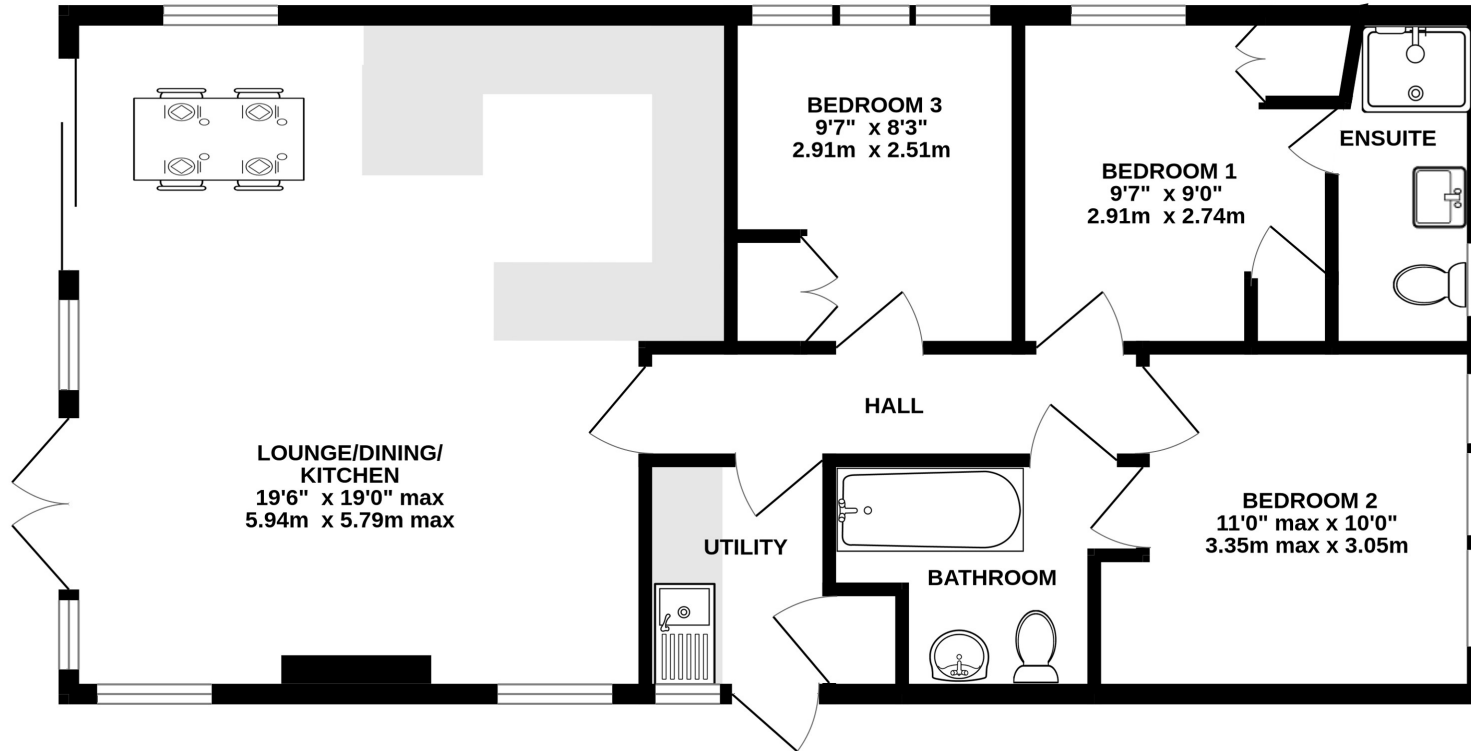 BEDROOM 3
9'7" x 8'3"
2.91m x 2.51m
BEDROOM 1
9'7" x 9'0"
2.91m x 2.74m
ENSUITE
HALL
LOUNGE/DINING/
KITCHEN
19'6" x 19'0" max
5.94m x 5.79m max
UTILITY
BATHROOM
BEDROOM 2
11'0" max x 10'0"
3.35m max x 3.05m